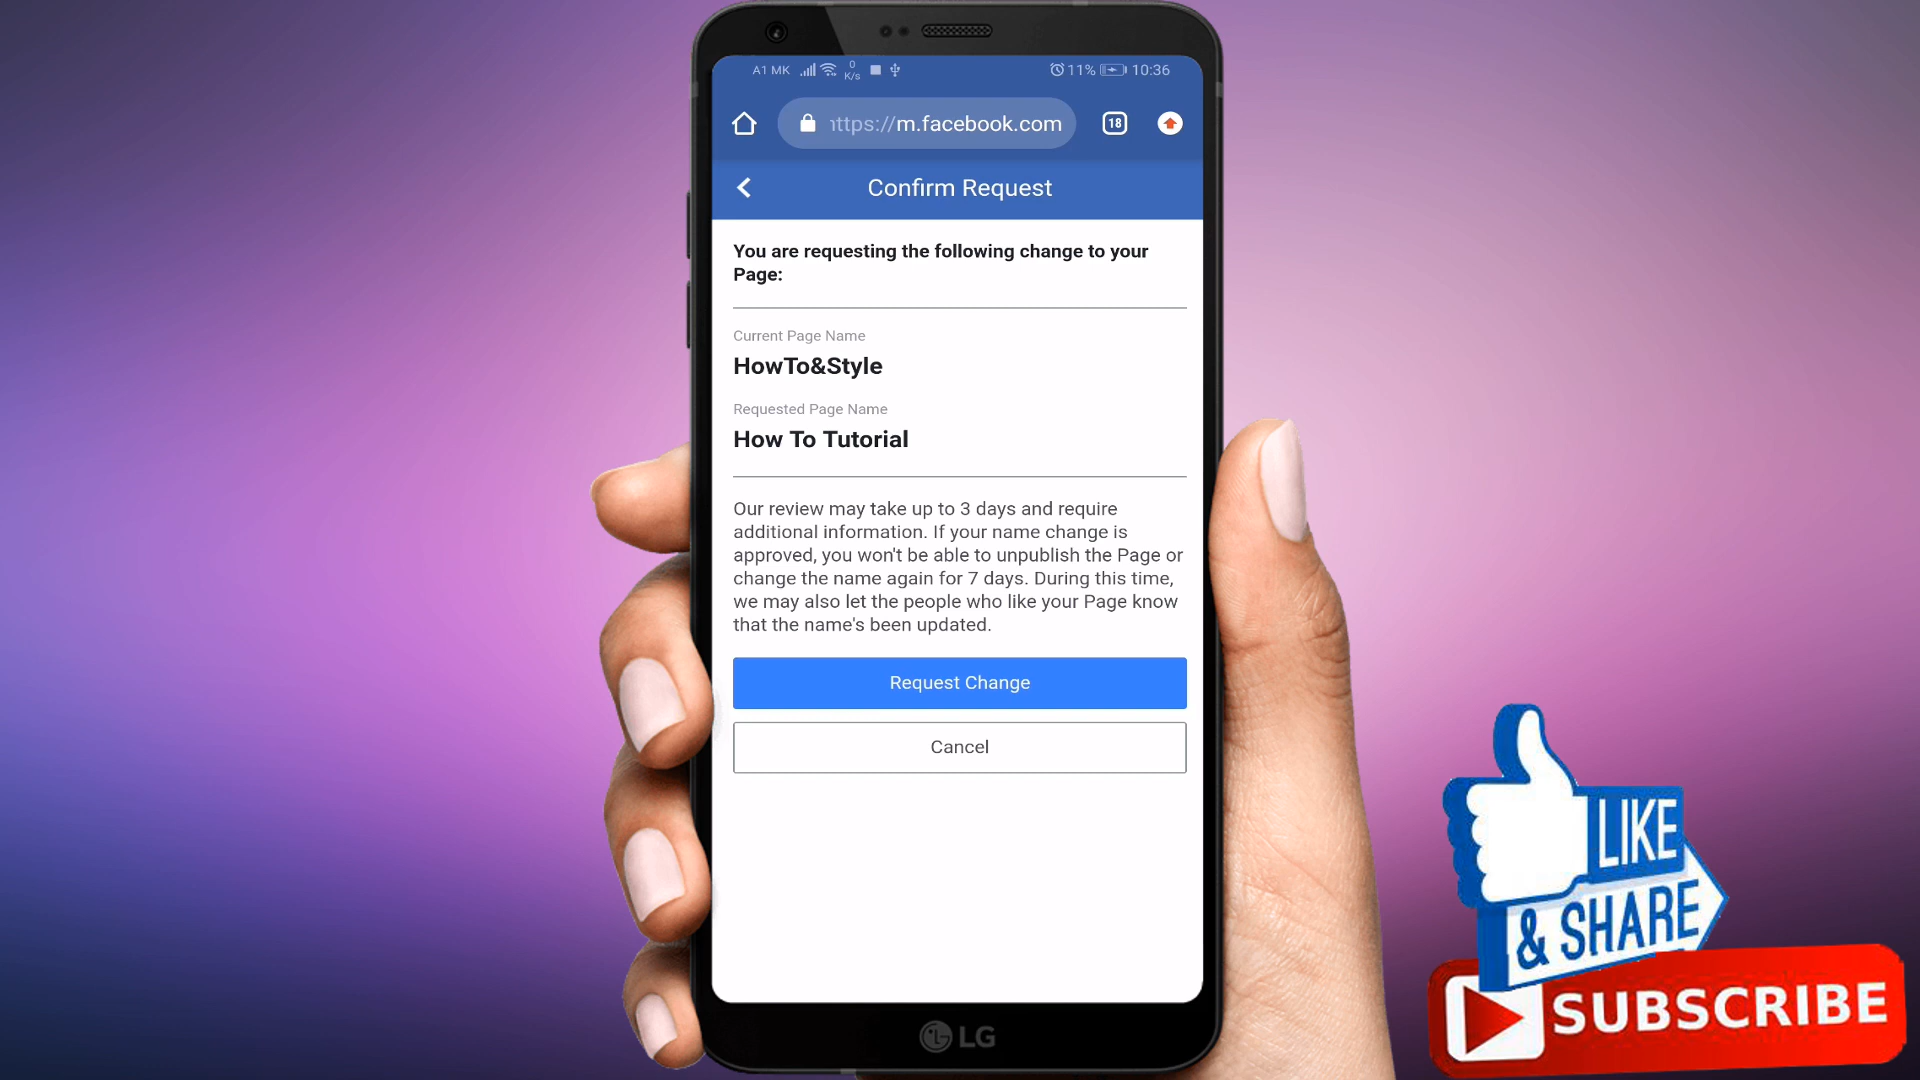 A1 MK 0 K/s 11% 10:36
ttps://m.facebook.com 18
Confirm Request
You are requesting the following change to your
Page:
Current Page Name
HowTo&Style
Requested Page Name
How To Tutorial
Our review may take up to 3 days and require
additional information. If your name change is
approved, you won't be able to unpublish the Page or
change the name again for 7 days. During this time,
we may also let the people who like your Page know
that the name's been updated.
Request Change
Cancel
LG
LIKE
& SHARE
SUBSCRIBE